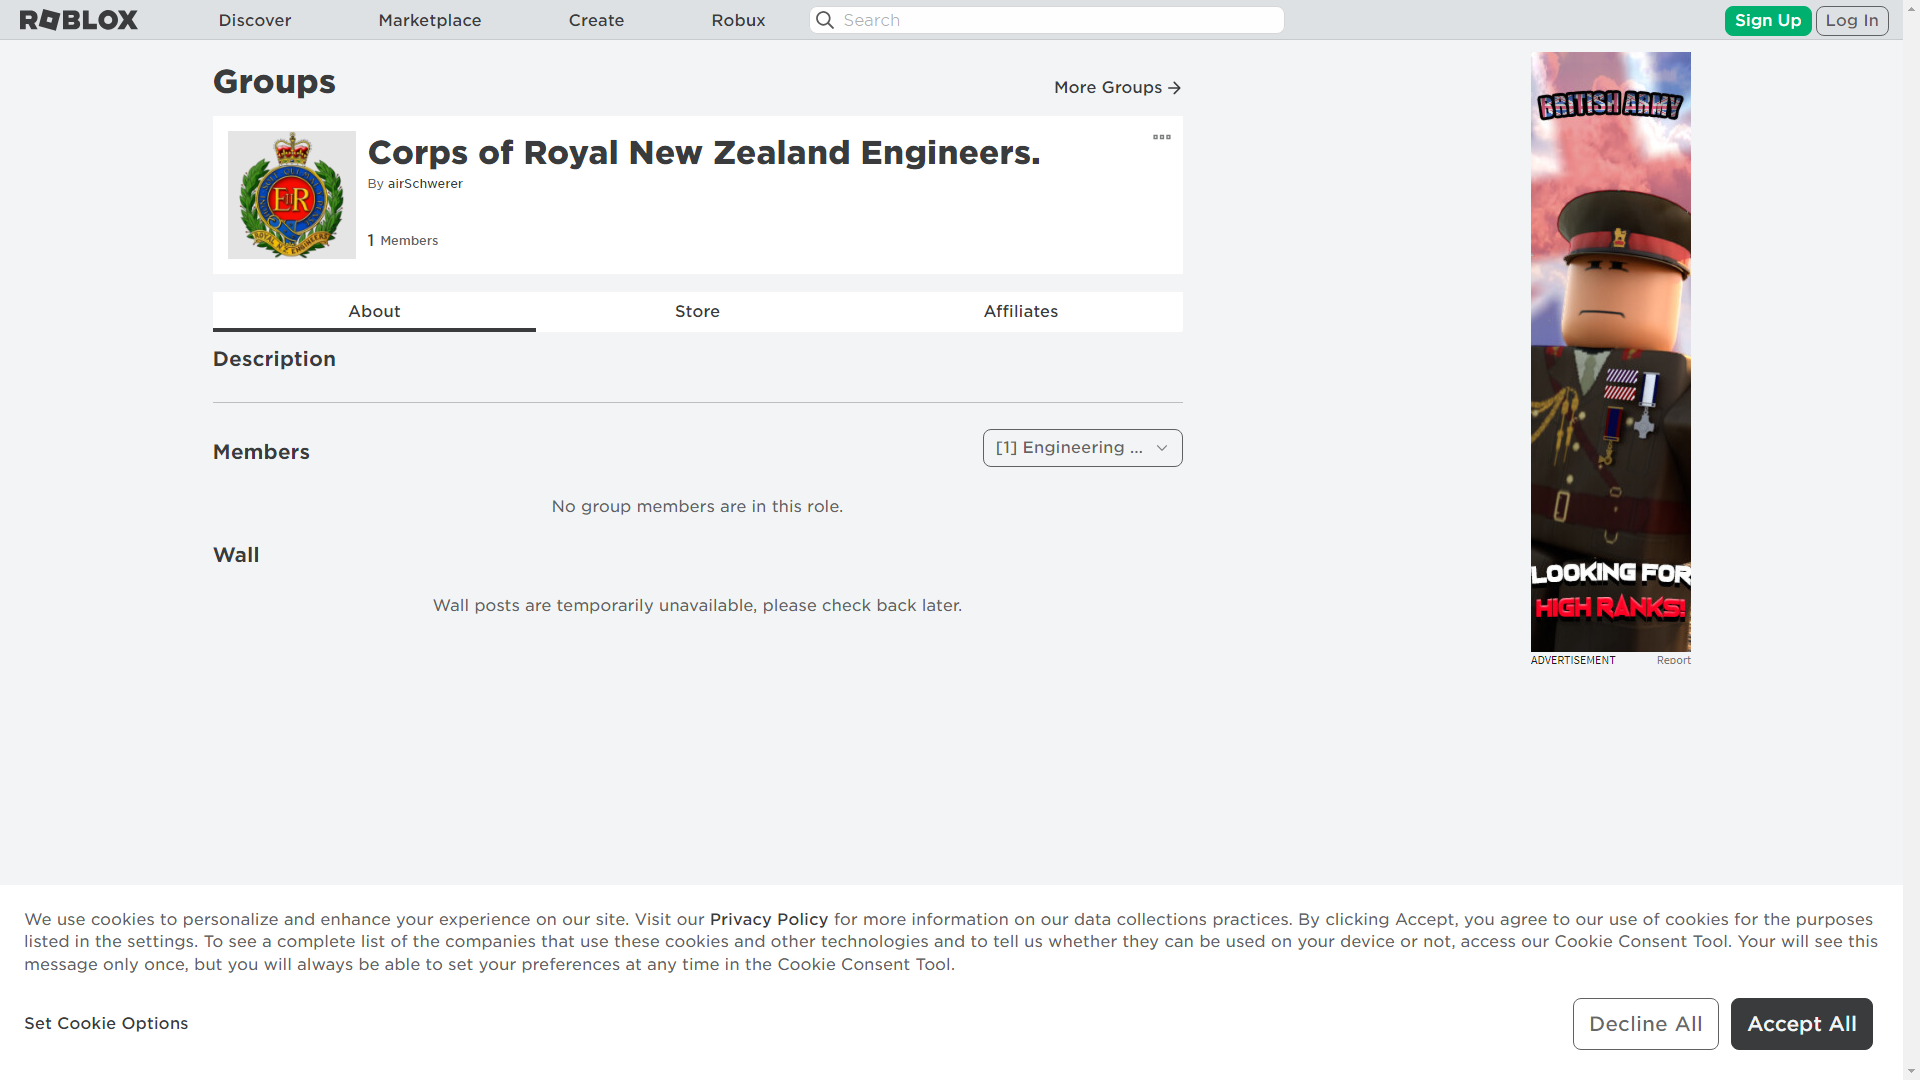 ROBLOX
Discover
Marketplace
Create
Robux
Search
Sign Up
Log In
Groups
More Groups
Corps of Royal New Zealand Engineers.
By airSchwerer
1 Members
EIIR
ROYAL N.Z. ENGINEERS
About
Store
Affiliates
Description
Members
[1] Engineering ...
No group members are in this role.
Wall
Wall posts are temporarily unavailable, please check back later.
BRITISH ARMY
LOOKING FOR
HIGH RANKS!
ADVERTISEMENT
Report
We use cookies to personalize and enhance your experience on our site. Visit our Privacy Policy for more information on our data collections practices. By clicking Accept, you agree to our use of cookies for the purposes
listed in the settings. To see a complete list of the companies that use these cookies and other technologies and to tell us whether they can be used on your device or not, access our Cookie Consent Tool. Your will see this
message only once, but you will always be able to set your preferences at any time in the Cookie Consent Tool.
Set Cookie Options
Decline All
Accept All